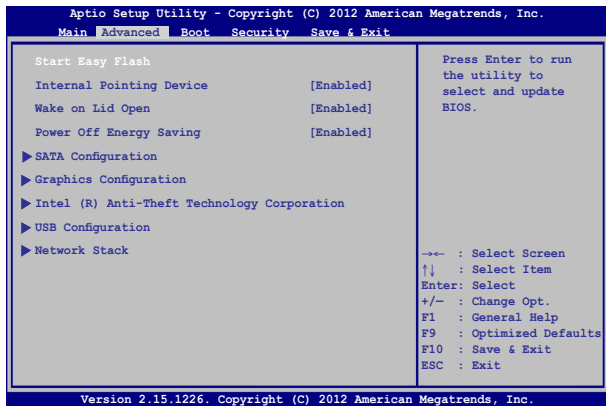 Aptio Setup Utility - Copyright (C) 2012 American Megatrends, Inc.
Main Advanced Boot Security Save & Exit
Start Easy Flash
Internal Pointing Device [Enabled]
Wake on Lid Open [Enabled]
Power Off Energy Saving [Enabled]
SATA Configuration
Graphics Configuration
Intel (R) Anti-Theft Technology Corporation
USB Configuration
Network Stack
Press Enter to run
the utility to
select and update
BIOS.
→← : Select Screen
↑↓ : Select Item
Enter: Select
+/— : Change Opt.
F1 : General Help
F9 : Optimized Defaults
F10 : Save & Exit
ESC : Exit
Version 2.15.1226. Copyright (C) 2012 American Megatrends, Inc.